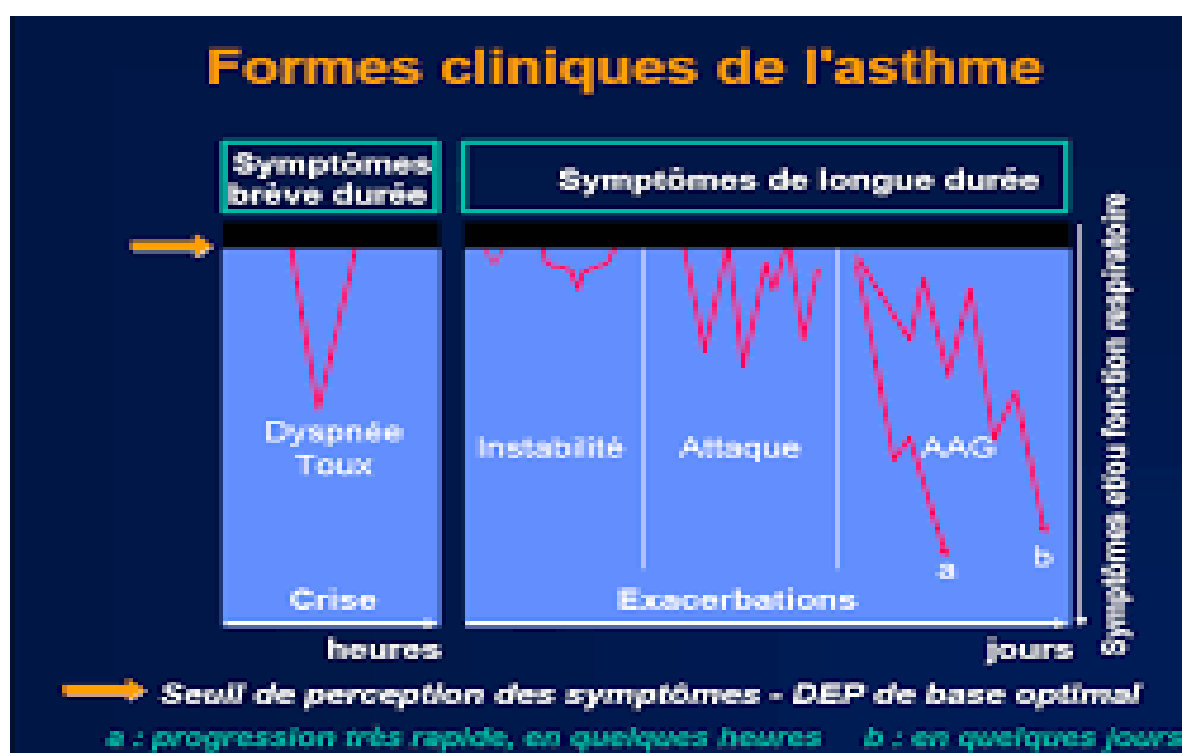 Formes cliniques de l'asthme
Symptômes
brève durée
Symptômes de longue durée
Dyspnée
Toux
Instabilité
Attaque
AAG
a
b
Crise
Exacerbations
heures
jours
Symptômes etou fonction respiratoire
Seuil de perception des symptômes - DEP de base optimal
a : progression très rapide, en quelques heures b : en quelques jours